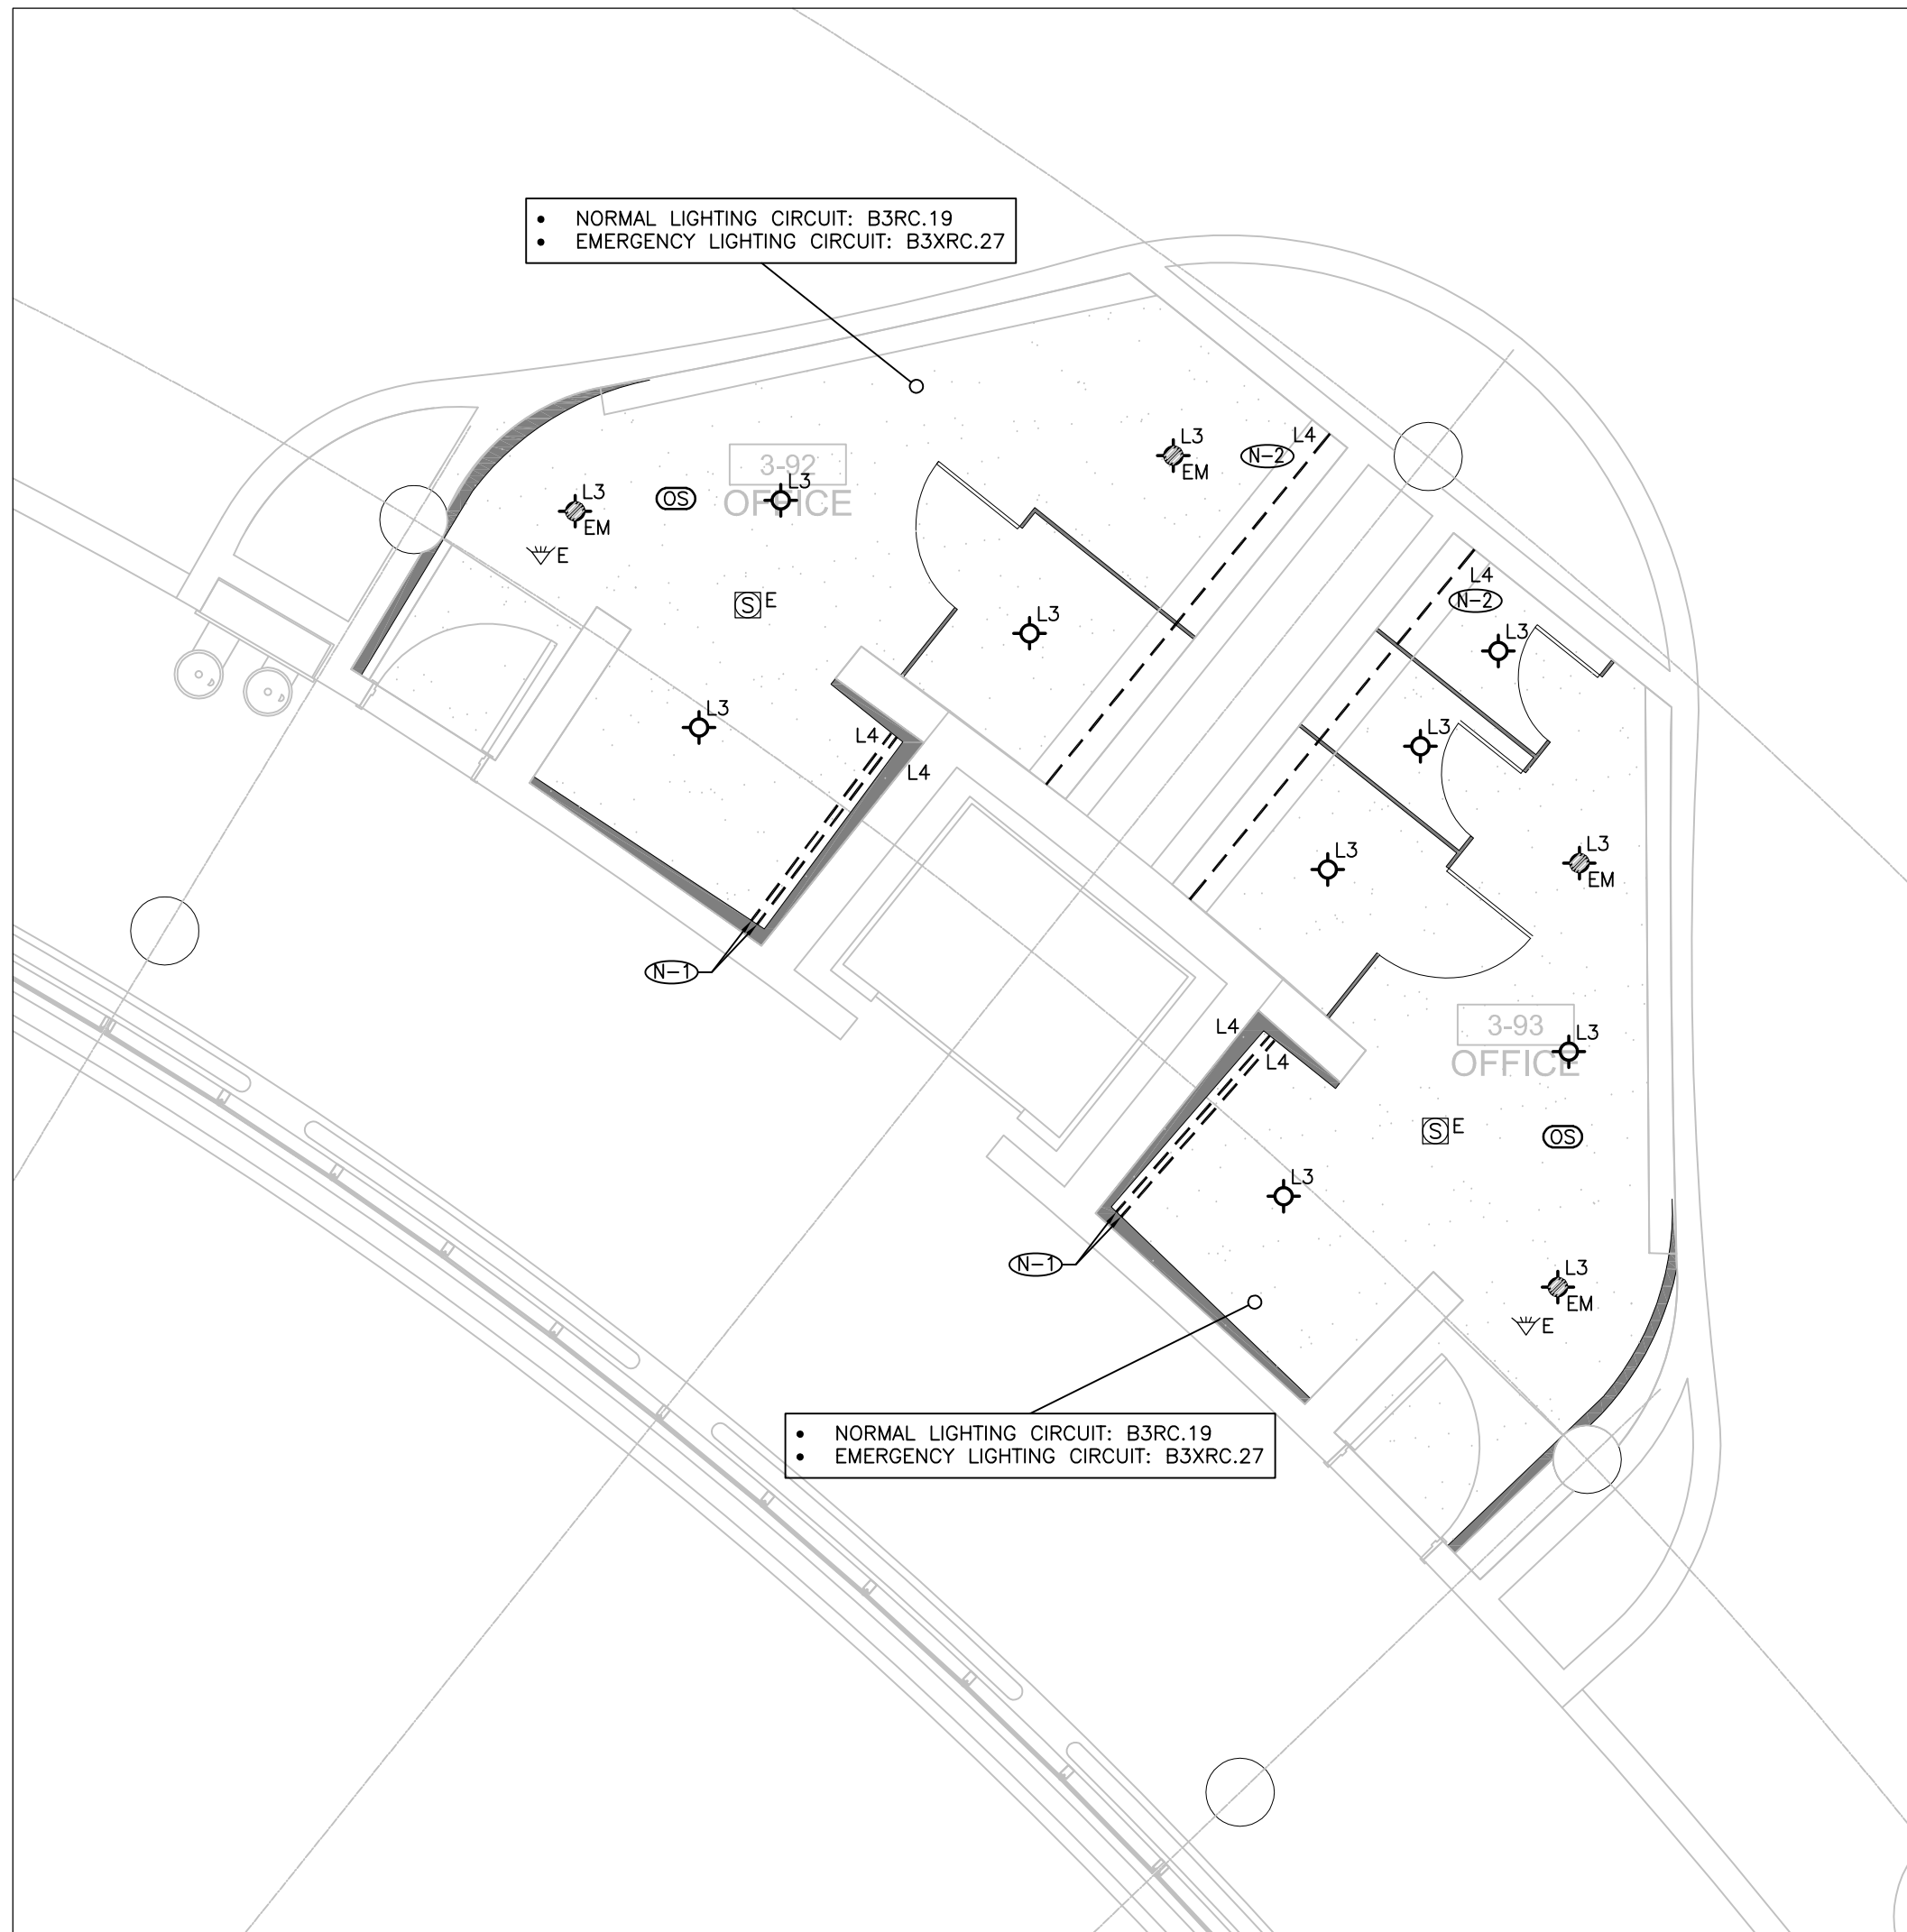 • NORMAL LIGHTING CIRCUIT: B3RC.19
• EMERGENCY LIGHTING CIRCUIT: B3XRC.27
L3
EM
N-2
L4
3-92
OFFICE
L3
OS
L3
EM
E
S E
L3
L4
N-2
L3
L3
L3
L4
L4
L3
L3
EM
N-1
3-93
OFFICE
L3
L4
L4
S E
OS
L3
N-1
L3
EM
E
• NORMAL LIGHTING CIRCUIT: B3RC.19
• EMERGENCY LIGHTING CIRCUIT: B3XRC.27